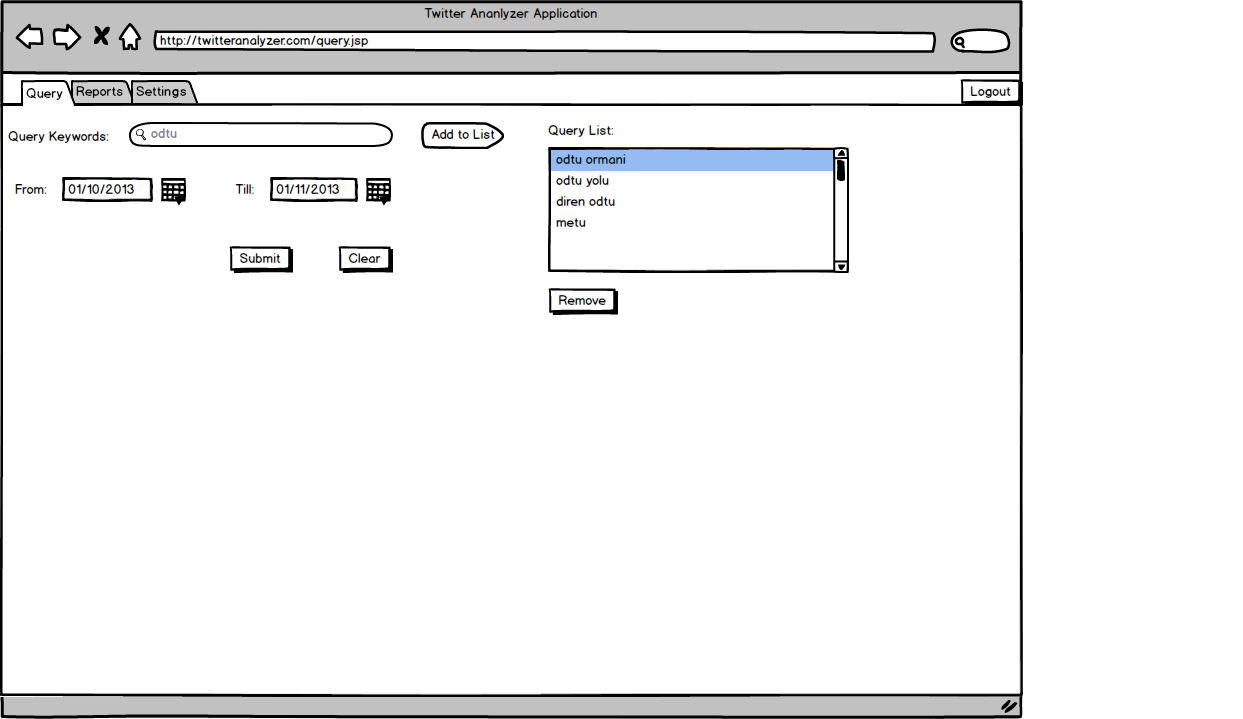 Twitter Ananlyzer Application
http://twitteranalyzer.com/query.jsp
Query Reports Settings Logout
Query Keywords: odtu Add to List
From: 01/10/2013 Till: 01/11/2013
Submit Clear
Query List:
odtu ormani
odtu yolu
diren odtu
metu
Remove